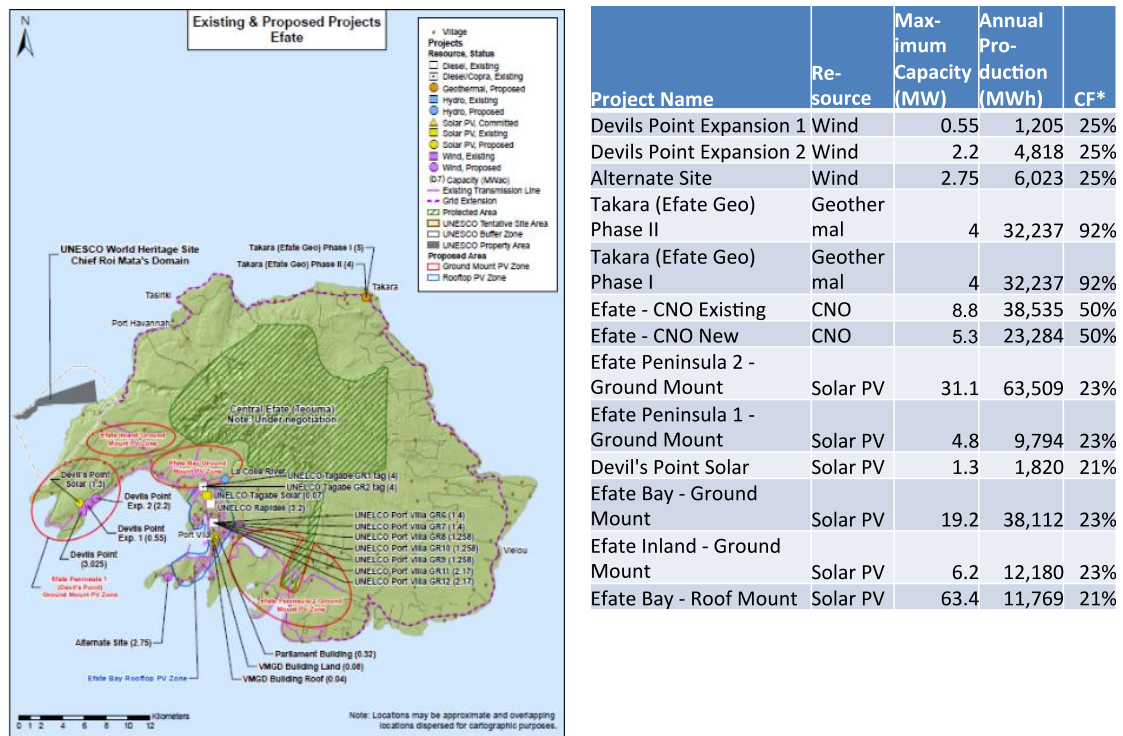 Existing & Proposed Projects
Efate
N
Village
Projects
Resource, Status
Diesel, Existing
Diesel/Copra, Existing
Geothermal, Proposed
Hydro, Existing
Hydro, Proposed
Solar PV, Committed
Solar PV, Existing
Solar PV, Proposed
Wind, Existing
Wind, Proposed
(0-7) Capacity (MWac)
Existing Transmission Line
Grid Extension
Protected Area
UNESCO Tentative Site Area
UNESCO Buffer Zone
UNESCO Property Area
Proposed Area
Ground Mount PV Zone
Rooftop PV Zone
UNESCO World Heritage Site
Chief Roi Mata's Domain
Takara (Efate Geo) Phase I (5)
Takara (Efate Geo) Phase II (4)
Takara
Tasiriki
Port Havannah
Central Efate (Teouma)
Note: Under negotiation
Efate Inland Ground
Mount PV Zone
Efate Bay Ground
Mount PV Zone
La Colle River
UNELCO Tagabe GR1 tag (4)
UNELCO Tagabe GR2 tag (4)
UNELCO Tagabe Solar (0.07)
UNELCO Rapides (3.2)
Devil's Point
Solar (1.3)
Devils Point
Exp. 2 (2.2)
Devils Point
Exp. 1 (0.55)
Devils Point
(3.025)
Port Vila
UNELCO Port Villa GR6 (1.4)
UNELCO Port Villa GR7 (1.4)
UNELCO Port Villa GR8 (1.258)
UNELCO Port Villa GR10 (1.258)
UNELCO Port Villa GR9 (1.258)
UNELCO Port Villa GR11 (2.17)
UNELCO Port Villa GR12 (2.17)
Vielou
Efate Peninsula 1
(Devil's Point)
Ground Mount PV Zone
Efate Peninsula 2 Ground
Mount PV Zone
Alternate Site (2.75)
Parliament Building (0.32)
VMGD Building Land (0.08)
VMGD Building Roof (0.04)
Efate Bay Rooftop PV Zone
Kilometers
0 1 2 4 6 8 10 12
Note: Locations may be approximate and overlapping
locations dispersed for cartographic purposes.
Project Name Re-source Max-imum Capacity (MW) Annual Pro-duction (MWh) CF*
Devils Point Expansion 1 Wind 0.55 1,205 25%
Devils Point Expansion 2 Wind 2.2 4,818 25%
Alternate Site Wind 2.75 6,023 25%
Takara (Efate Geo) Geother
Phase II mal 4 32,237 92%
Takara (Efate Geo) Geother
Phase I mal 4 32,237 92%
Efate - CNO Existing CNO 8.8 38,535 50%
Efate - CNO New CNO 5.3 23,284 50%
Efate Peninsula 2 -
Ground Mount Solar PV 31.1 63,509 23%
Efate Peninsula 1 -
Ground Mount Solar PV 4.8 9,794 23%
Devil's Point Solar Solar PV 1.3 1,820 21%
Efate Bay - Ground
Mount Solar PV 19.2 38,112 23%
Efate Inland - Ground
Mount Solar PV 6.2 12,180 23%
Efate Bay - Roof Mount Solar PV 63.4 11,769 21%